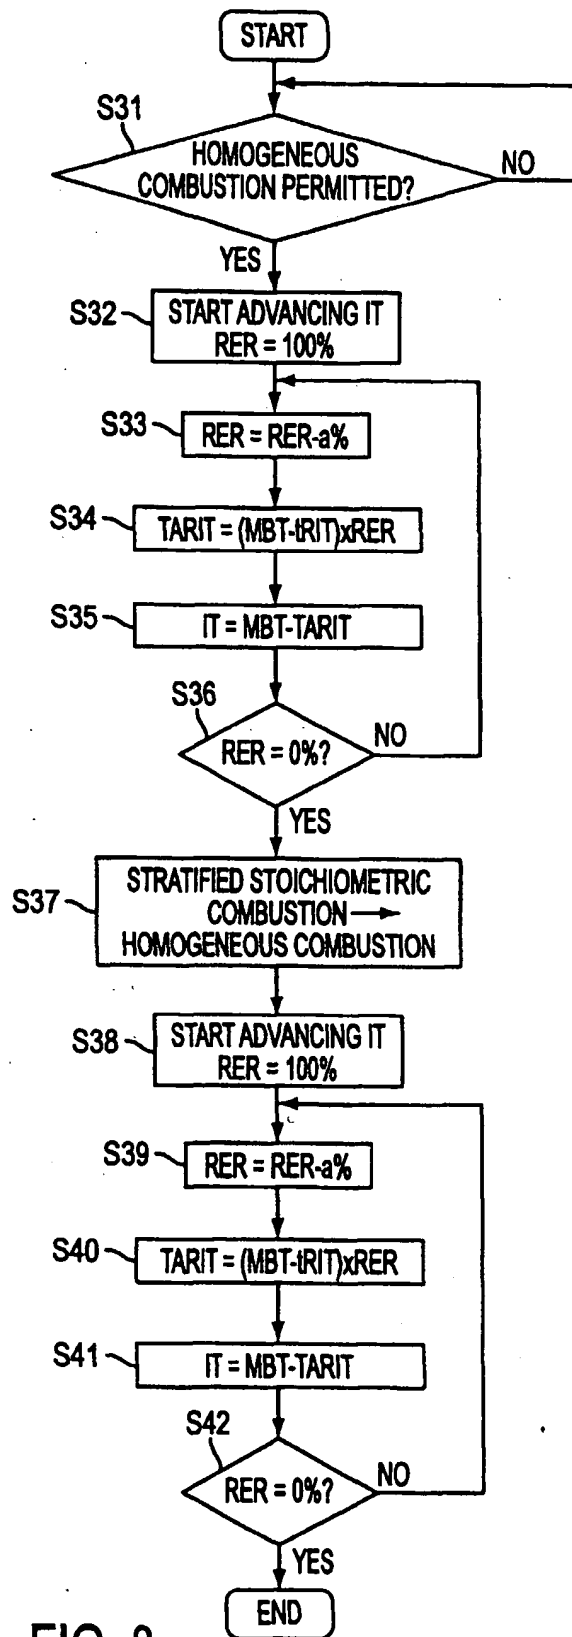 START
S31
HOMOGENEOUS
COMBUSTION PERMITTED?
NO
YES
S32
START ADVANCING IT
RER = 100%
S33
RER = RER-a%
S34
TARIT = (MBT-tRIT)xRER
S35
IT = MBT-TARIT
S36
RER = 0%?
NO
YES
S37
STRATIFIED STOICHIOMETRIC
COMBUSTION →
HOMOGENEOUS COMBUSTION
S38
START ADVANCING IT
RER = 100%
S39
RER = RER-a%
S40
TARIT = (MBT-tRIT)xRER
S41
IT = MBT-TARIT
S42
RER = 0%?
NO
YES
END
FIG.